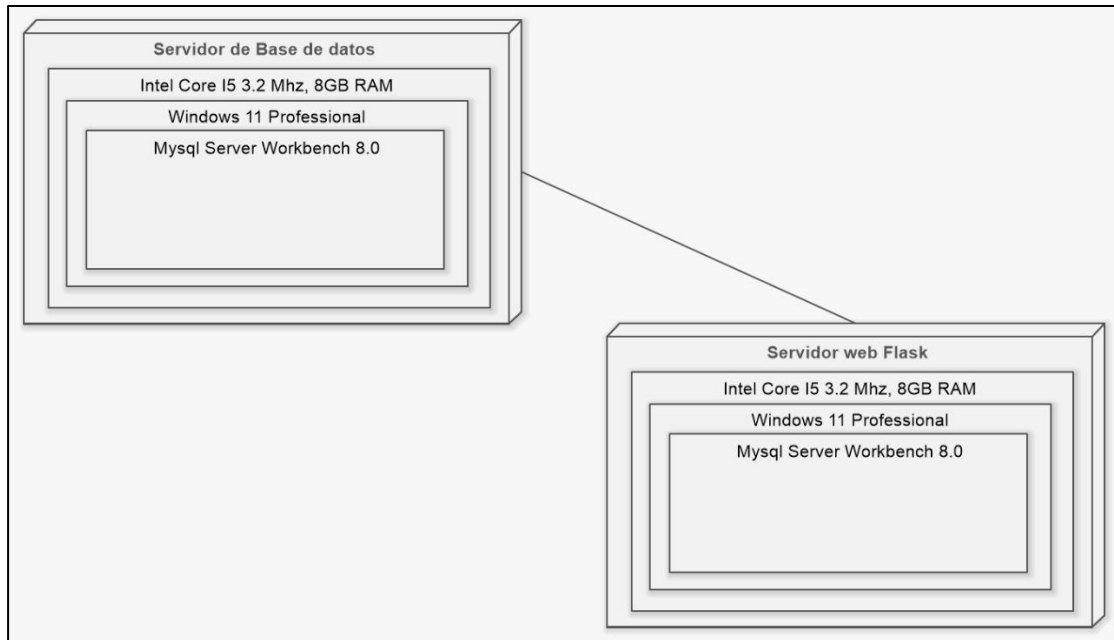 Servidor de Base de datos
Intel Core I5 3.2 Mhz, 8GB RAM
Windows 11 Professional
Mysql Server Workbench 8.0
Servidor web Flask
Intel Core I5 3.2 Mhz, 8GB RAM
Windows 11 Professional
Mysql Server Workbench 8.0